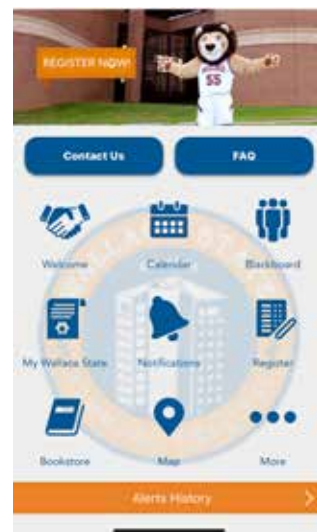 REGISTER NOW!
55
Contact Us
FAQ
Welcome
Calendar
Blackboard
My Wallace State
Notifications
Register
Bookstore
Map
More
Alerts History